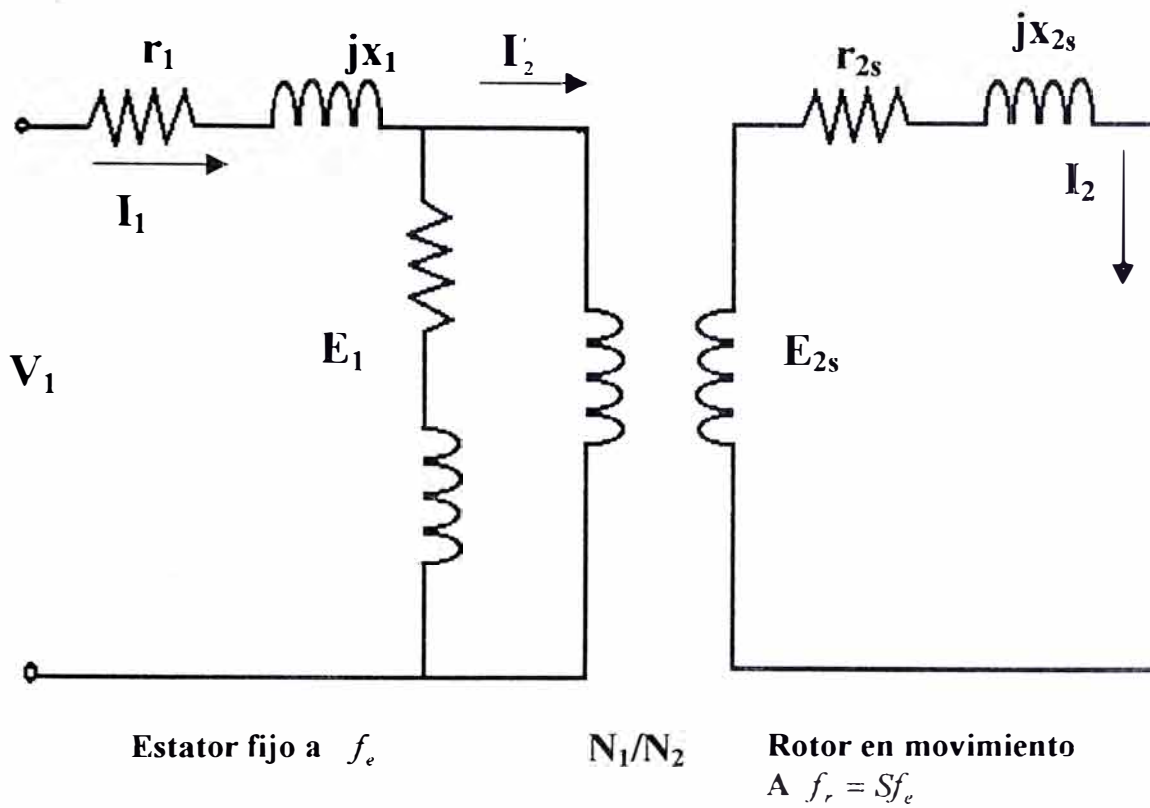 r₁
jx₁
I₂'
r₂ₛ
jx₂ₛ
I₁
I₂
V₁
E₁
E₂ₛ
Estator fijo a fₑ
N₁/N₂
Rotor en movimiento
A fᵣ = Sfₑ